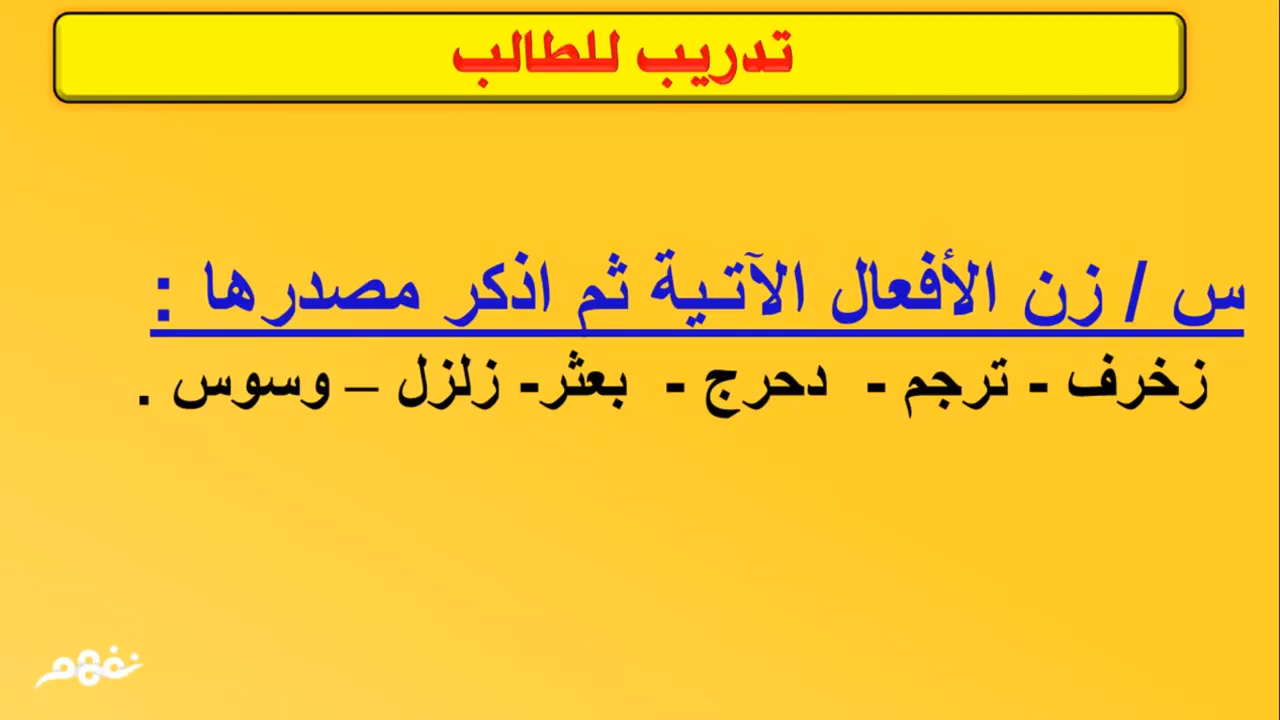 تدريب للطالب
س / زن الأفعال الآتية ثم اذكر مصدرها :
زخرف - ترجم - دحرج - بعثر- زلزل – وسوس .
نفهم